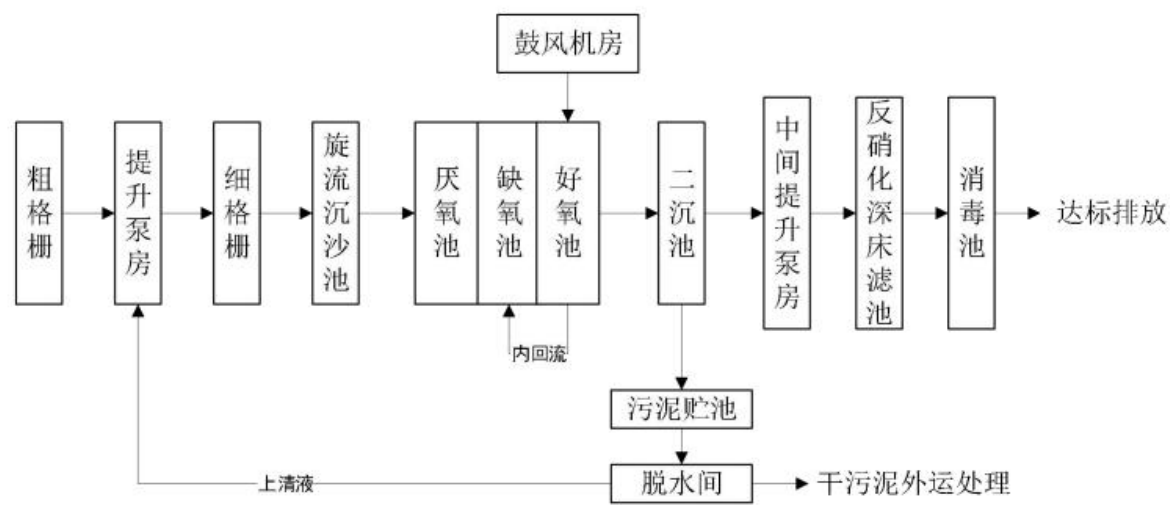 鼓风机房
粗格栅
提升泵房
细格栅
旋流沉沙池
厌氧池
缺氧池
好氧池
二沉池
中间提升泵房
反硝化深床滤池
消毒池
达标排放
内回流
污泥贮池
上清液
脱水间
干污泥外运处理